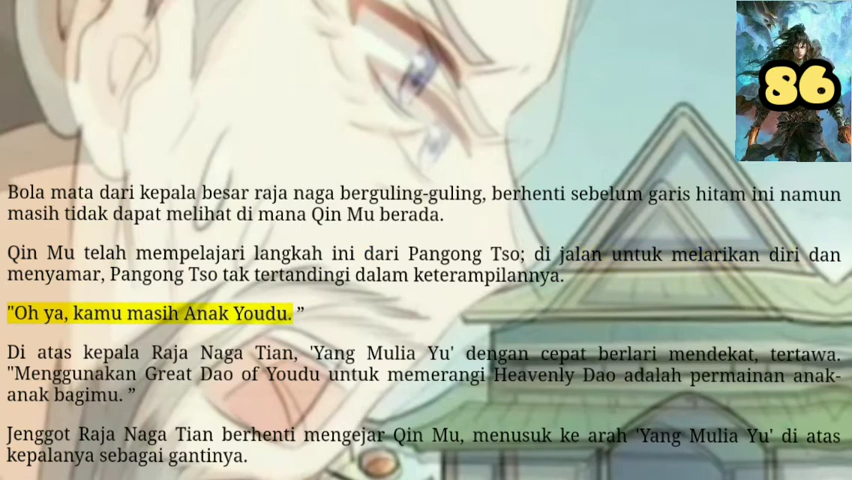 86
Bola mata dari kepala besar raja naga berguling-guling, berhenti sebelum garis hitam ini namun
masih tidak dapat melihat di mana Qin Mu berada.
Qin Mu telah mempelajari langkah ini dari Pangong Tso; di jalan untuk melarikan diri dan
menyamar, Pangong Tso tak tertandingi dalam keterampilannya.
"Oh ya, kamu masih Anak Youdu. ”
Di atas kepala Raja Naga Tian, 'Yang Mulia Yu' dengan cepat berlari mendekat, tertawa.
"Menggunakan Great Dao of Youdu untuk memerangi Heavenly Dao adalah permainan anak-
anak bagimu. ”
Jenggot Raja Naga Tian berhenti mengejar Qin Mu, menusuk ke arah 'Yang Mulia Yu' di atas
kepalanya sebagai gantinya.